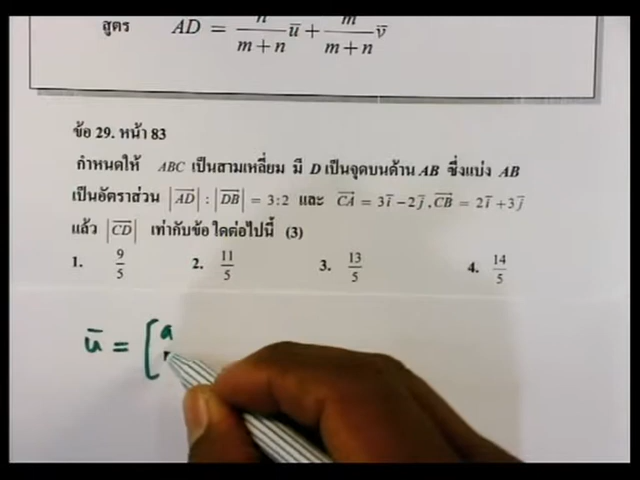 สูตร AD = n/(m+n) ū + m/(m+n) v̄
ข้อ 29. หน้า 83
กำหนดให้ ABC เป็นสามเหลี่ยม มี D เป็นจุดบนด้าน AB ซึ่งแบ่ง AB
เป็นอัตราส่วน |AD| : |DB| = 3:2 และ CA = 3i̅ − 2j̅ , CB = 2i̅ + 3j̅
แล้ว |CD| เท่ากับข้อใดต่อไปนี้ (3)
1. 9/5 2. 11/5 3. 13/5 4. 14/5
ū = [a